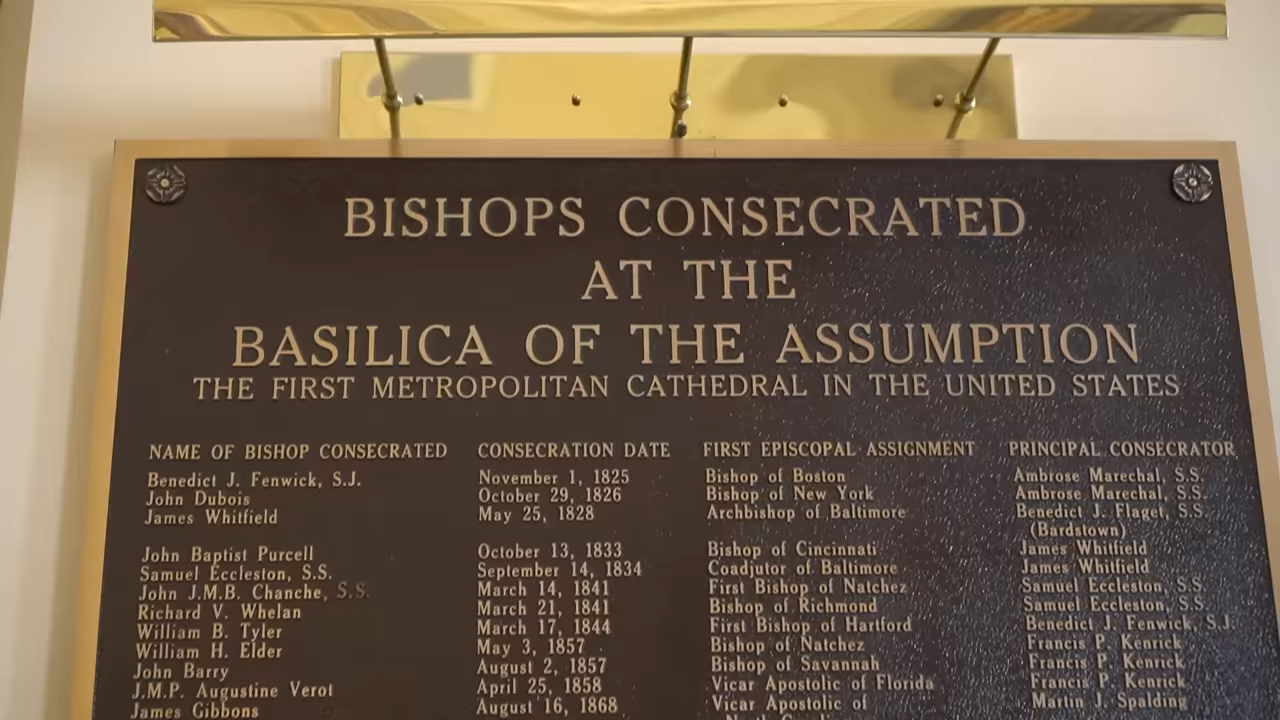 BISHOPS CONSECRATED
AT THE
BASILICA OF THE ASSUMPTION
THE FIRST METROPOLITAN CATHEDRAL IN THE UNITED STATES
NAME OF BISHOP CONSECRATED CONSECRATION DATE FIRST EPISCOPAL ASSIGNMENT PRINCIPAL CONSECRATOR
Benedict J. Fenwick, S.J. November 1, 1825 Bishop of Boston Ambrose Marechal, S.S.
John Dubois October 29, 1826 Bishop of New York Ambrose Marechal, S.S.
James Whitfield May 25, 1828 Archbishop of Baltimore Benedict J. Flaget, S.S.
(Bardstown)
John Baptist Purcell October 13, 1833 Bishop of Cincinnati James Whitfield
Samuel Eccleston, S.S. September 14, 1834 Coadjutor of Baltimore James Whitfield
John J.M.B. Chanche, S.S. March 14, 1841 First Bishop of Natchez Samuel Eccleston, S.S.
Richard V. Whelan March 21, 1841 Bishop of Richmond Samuel Eccleston, S.S.
William B. Tyler March 17, 1844 First Bishop of Hartford Benedict J. Fenwick, S.J.
William H. Elder May 3, 1857 Bishop of Natchez Francis P. Kenrick
John Barry August 2, 1857 Bishop of Savannah Francis P. Kenrick
J.M.P. Augustine Verot April 25, 1858 Vicar Apostolic of Florida Francis P. Kenrick
James Gibbons August 16, 1868 Vicar Apostolic of Martin J. Spalding